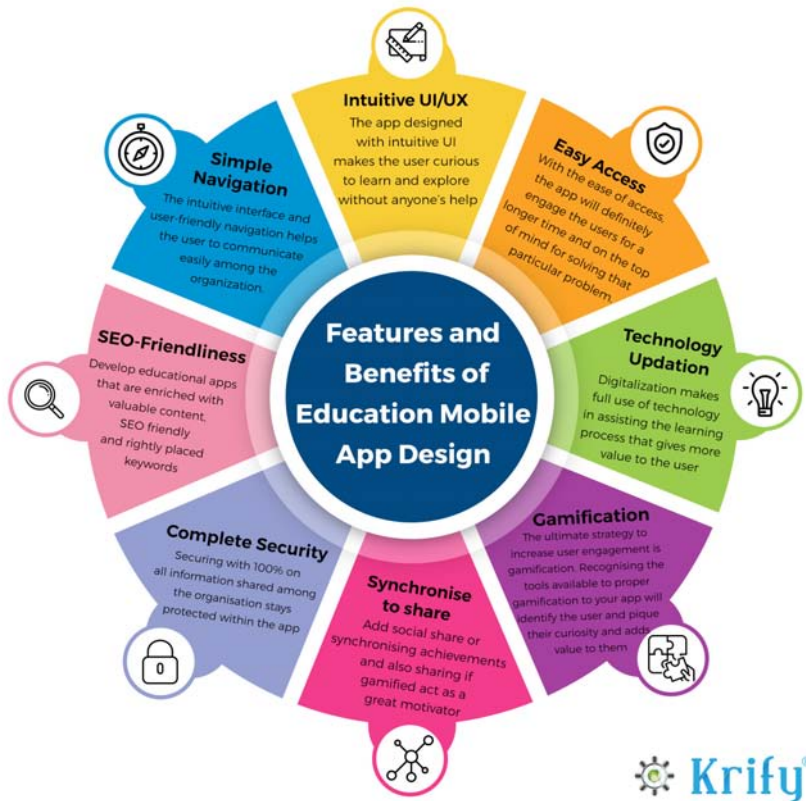 Features and
Benefits of
Education Mobile
App Design
Intuitive UI/UX
The app designed
with intuitive UI
makes the user curious
to learn and explore
without anyone's help
Easy Access
With the ease of access,
the app will definitely
engage the users for a
longer time and on the top
of mind for solving that
particular problem.
Technology
Updation
Digitalization makes
full use of technology
in assisting the learning
process that gives more
value to the user
Gamification
The ultimate strategy to
increase user engagement is
gamification. Recognising the
tools available to proper
gamification to your app will
identify the user and pique
their curiosity and adds
value to them
Synchronise
to share
Add social share or
synchronising achievements
and also sharing if
gamified act as a
great motivator
Complete Security
Securing with 100% on
all information shared among
the organisation stays
protected within the app
SEO-Friendliness
Develop educational apps
that are enriched with
valuable content,
SEO friendly
and rightly placed
keywords
Simple
Navigation
The intuitive interface and
user-friendly navigation helps
the user to communicate
easily among the
organization.
Krify®